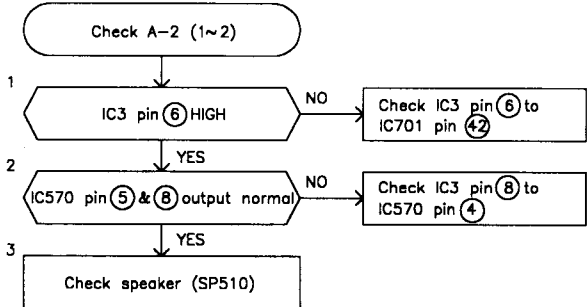 Check A-2 (1~2)
1
IC3 pin 6 HIGH
NO
Check IC3 pin 6 to
IC701 pin 42
YES
2
IC570 pin 5 & 8 output normal
NO
Check IC3 pin 8 to
IC570 pin 4
YES
3
Check speaker (SP510)